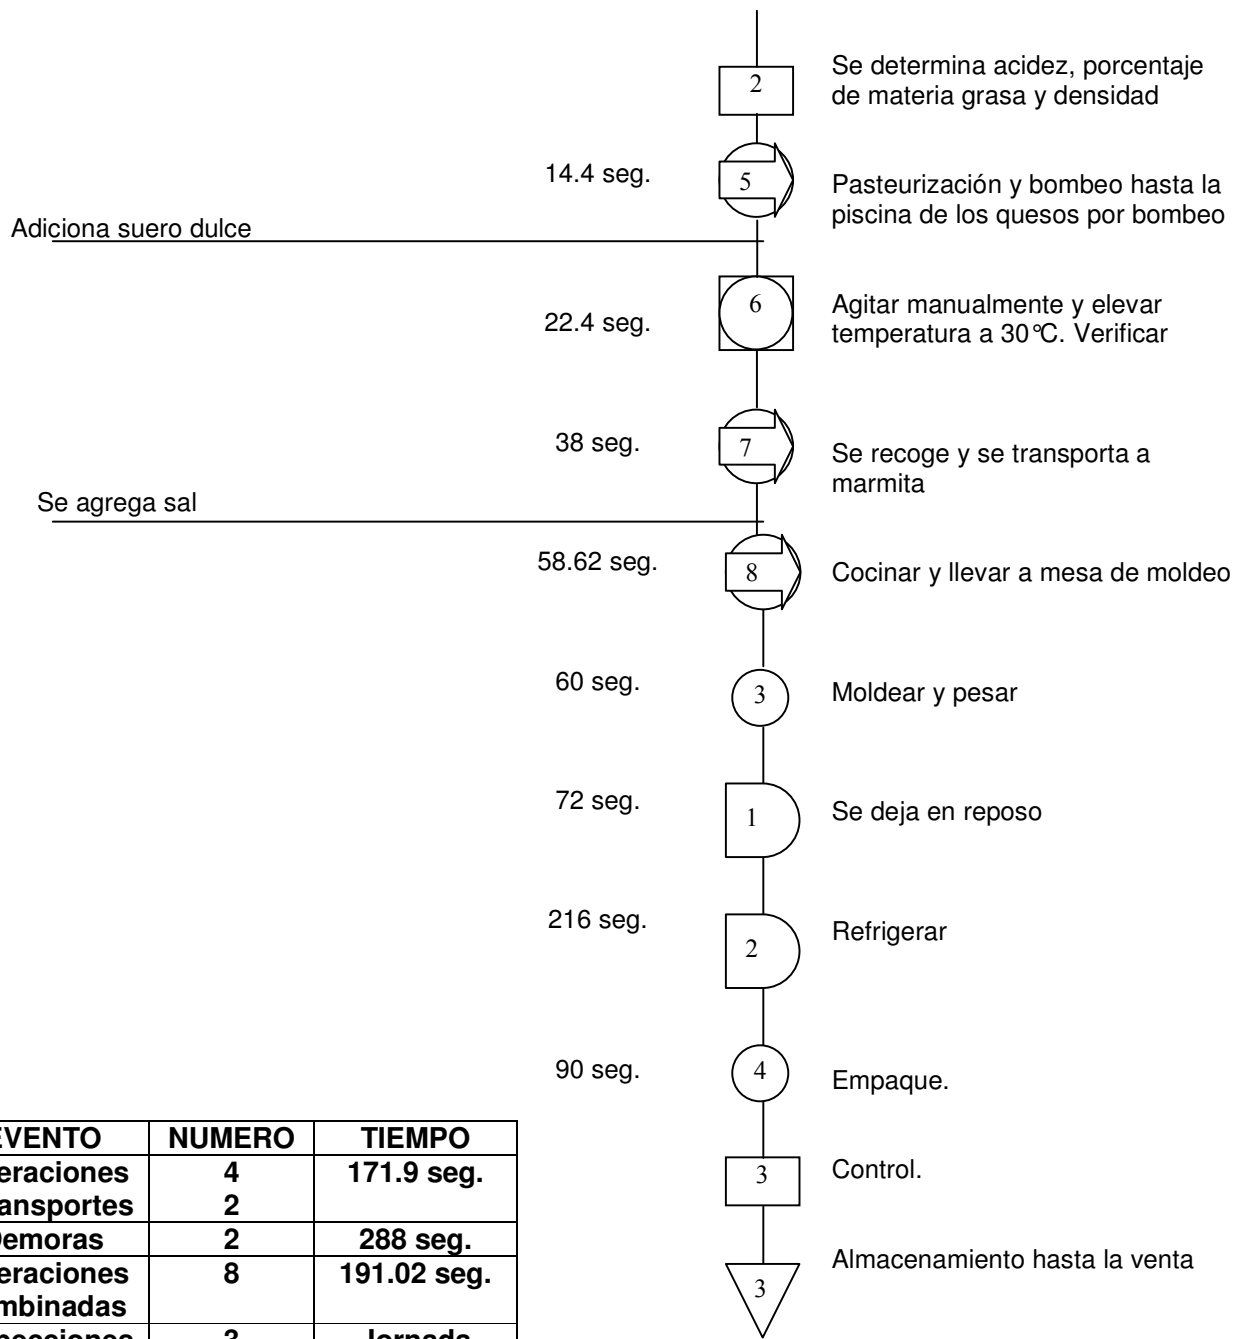 2
Se determina acidez, porcentaje
de materia grasa y densidad
14.4 seg.
5
Pasteurización y bombeo hasta la
piscina de los quesos por bombeo
Adiciona suero dulce
6
22.4 seg.
Agitar manualmente y elevar
temperatura a 30°C. Verificar
38 seg.
7
Se recoge y se transporta a
marmita
Se agrega sal
58.62 seg.
8
Cocinar y llevar a mesa de moldeo
60 seg.
3
Moldear y pesar
72 seg.
1
Se deja en reposo
216 seg.
2
Refrigerar
90 seg.
4
Empaque.
3
Control.
Almacenamiento hasta la venta
3
EVENTO NUMERO TIEMPO
eraciones 4 171.9 seg.
ansportes 2
Demoras 2 288 seg.
eraciones 8 191.02 seg.
mbinadas
3 Jornada